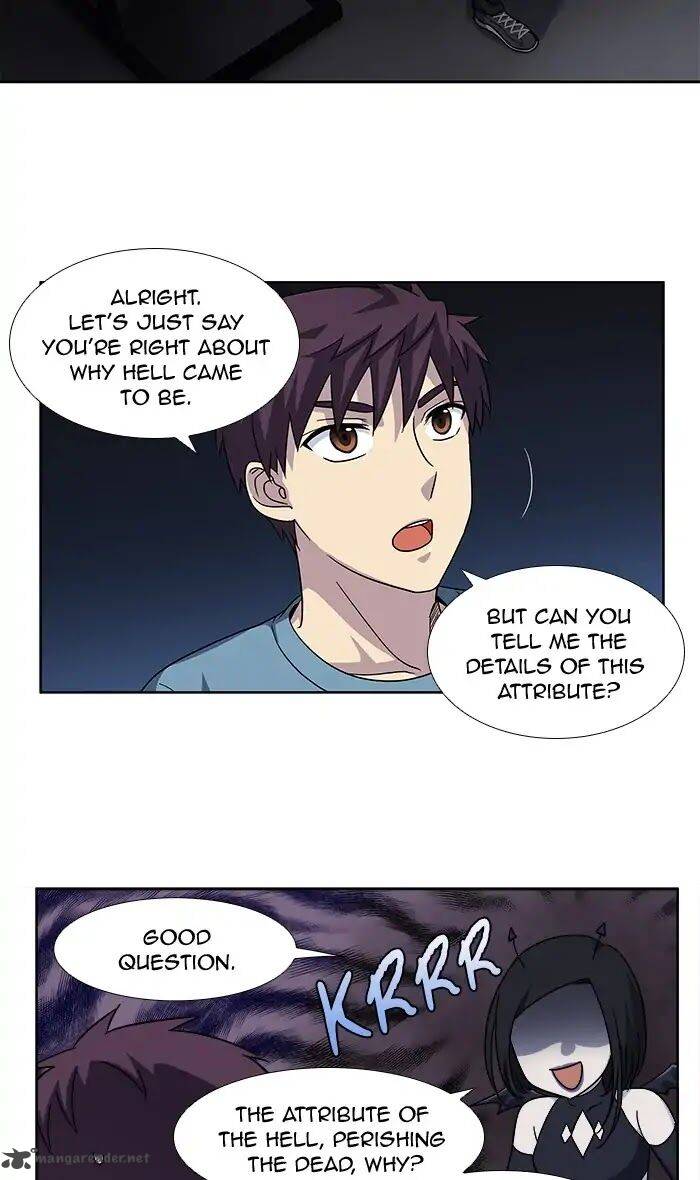 ALRIGHT.
LET'S JUST SAY
YOU'RE RIGHT ABOUT
WHY HELL CAME
TO BE.
BUT CAN YOU
TELL ME THE
DETAILS OF THIS
ATTRIBUTE?
GOOD
QUESTION.
KRRR
THE ATTRIBUTE OF
THE HELL, PERISHING
THE DEAD, WHY?
mangareader.net